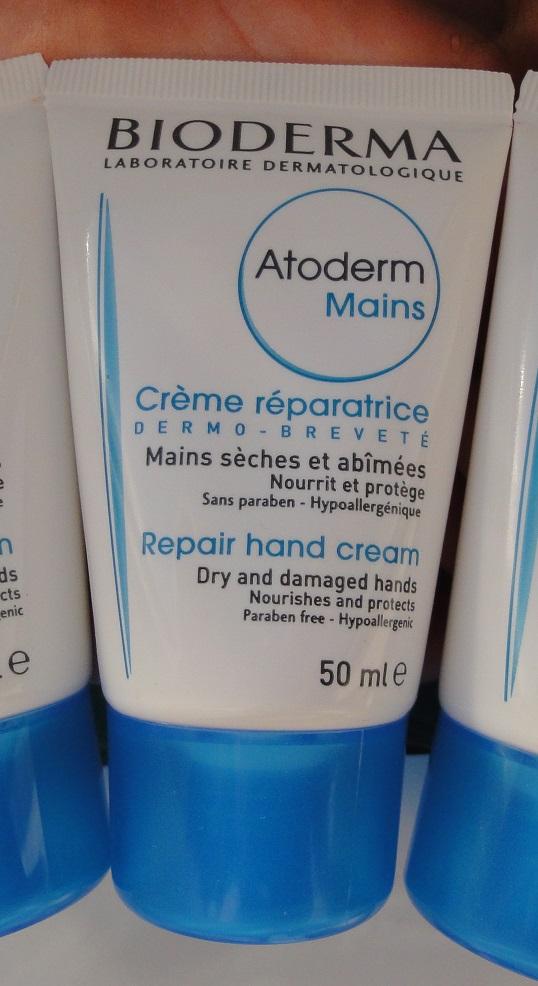 BIODERMA
LABORATOIRE DERMATOLOGIQUE
Atoderm
Mains
Crème réparatrice
DERMO-BREVETÉ
Mains sèches et abîmées
Nourrit et protège
Sans paraben - Hypoallergénique
Repair hand cream
Dry and damaged hands
Nourishes and protects
Paraben free - Hypoallergenic
50 ml e